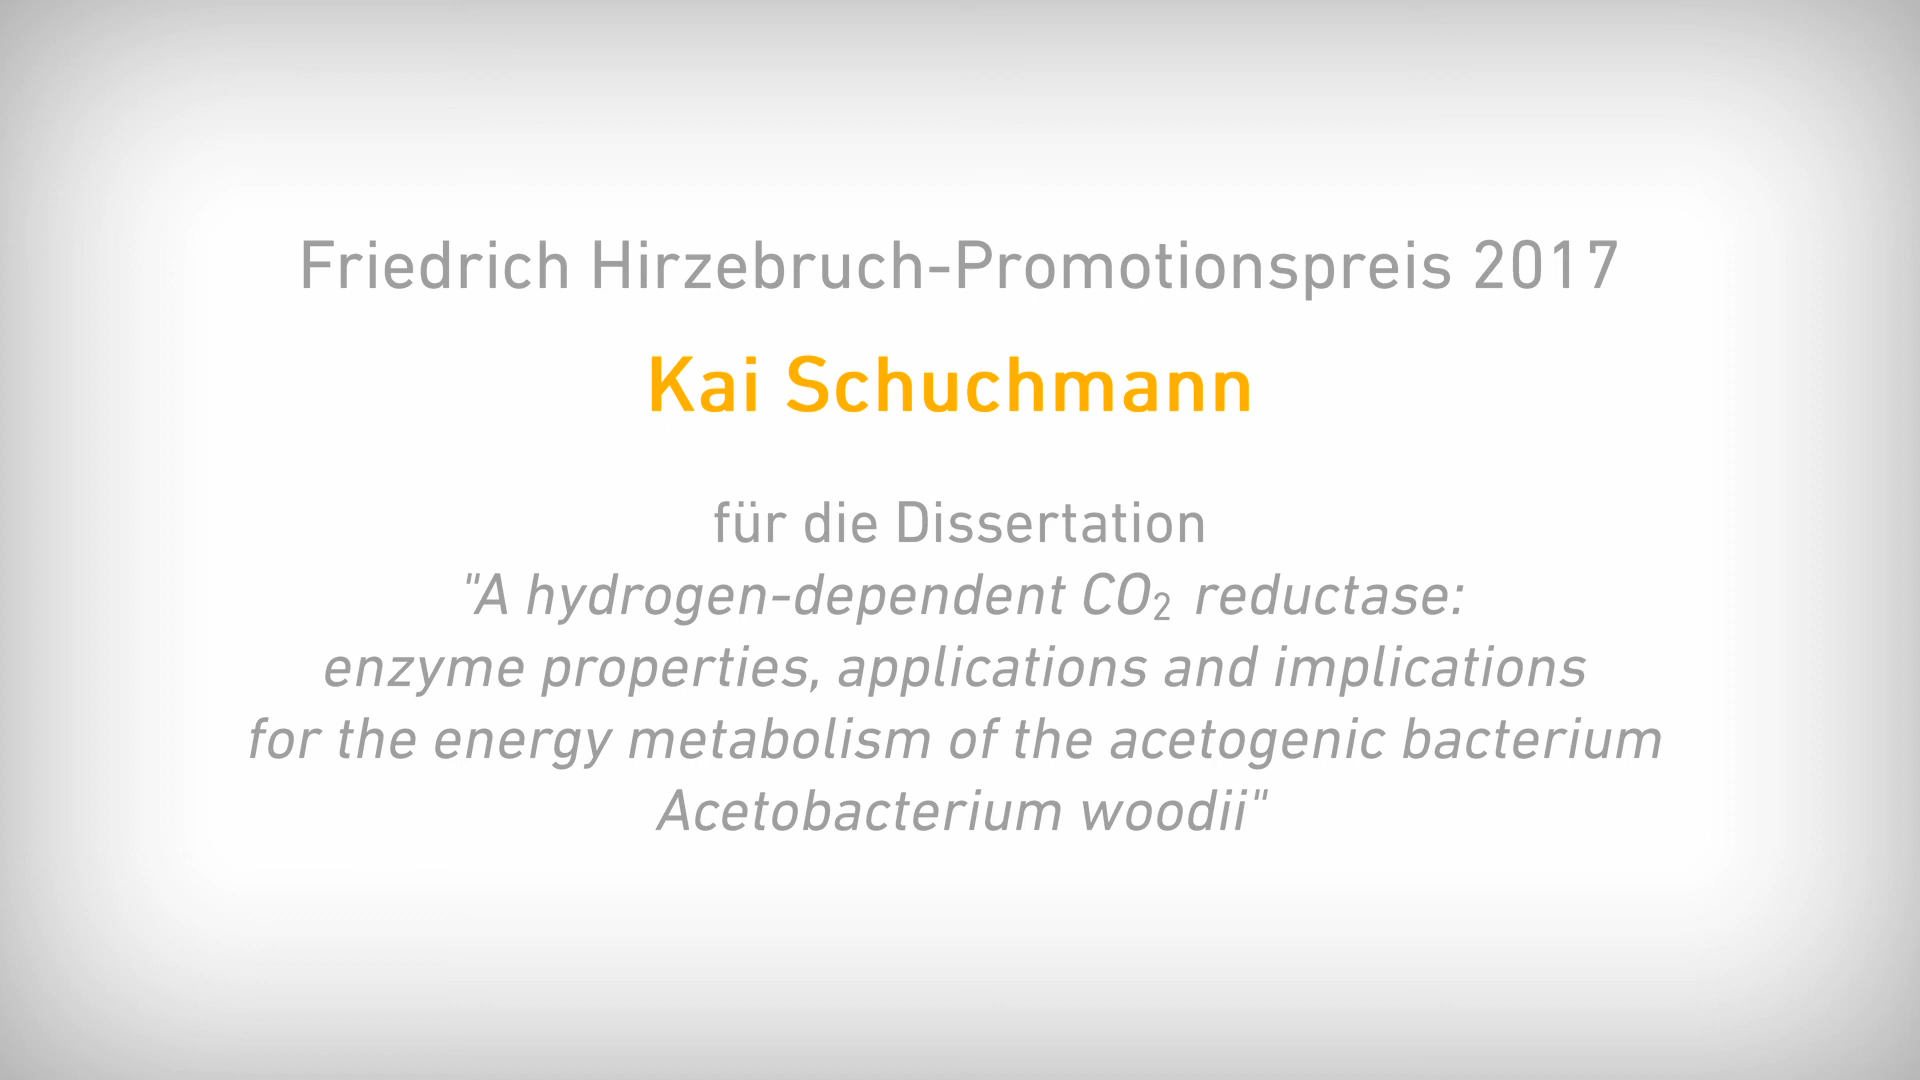 Friedrich Hirzebruch-Promotionspreis 2017
Kai Schuchmann
für die Dissertation
"A hydrogen-dependent CO₂ reductase:
enzyme properties, applications and implications
for the energy metabolism of the acetogenic bacterium
Acetobacterium woodii"